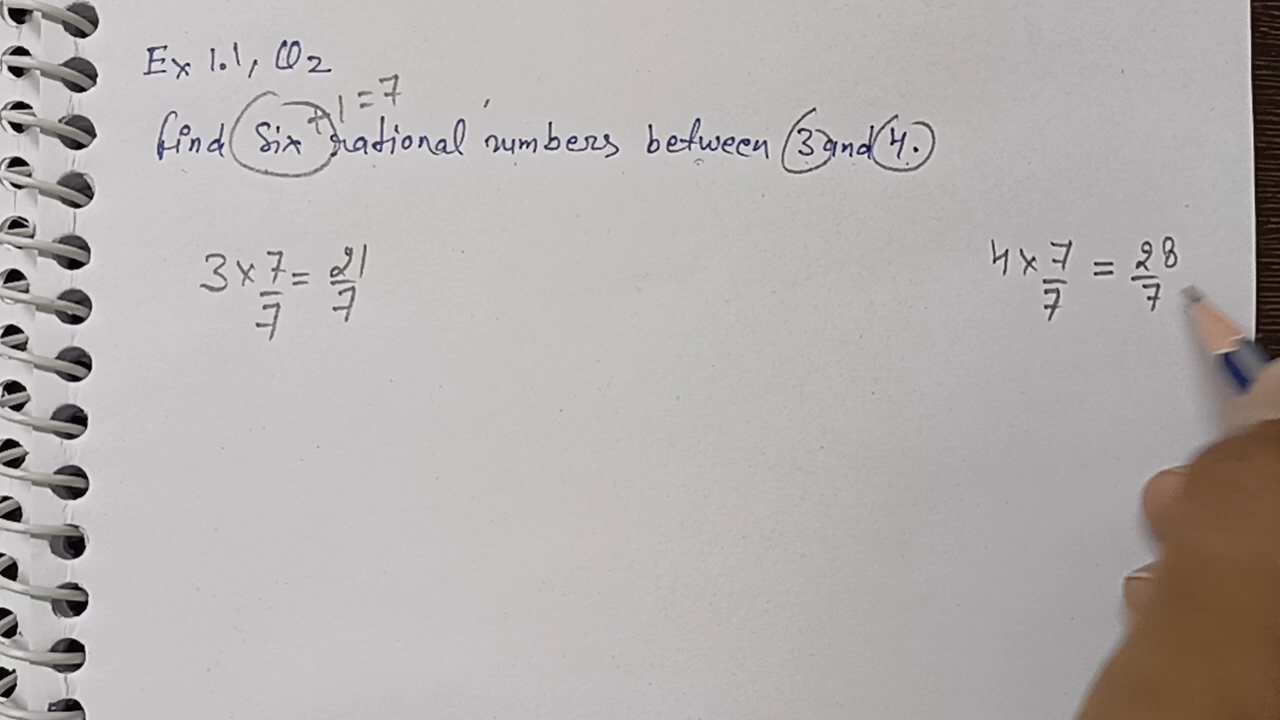 Ex 1.1, Q2
+1 = 7
find Six rational numbers between 3 and 4.
3 × 7/7 = 21/7
4 × 7/7 = 28/7